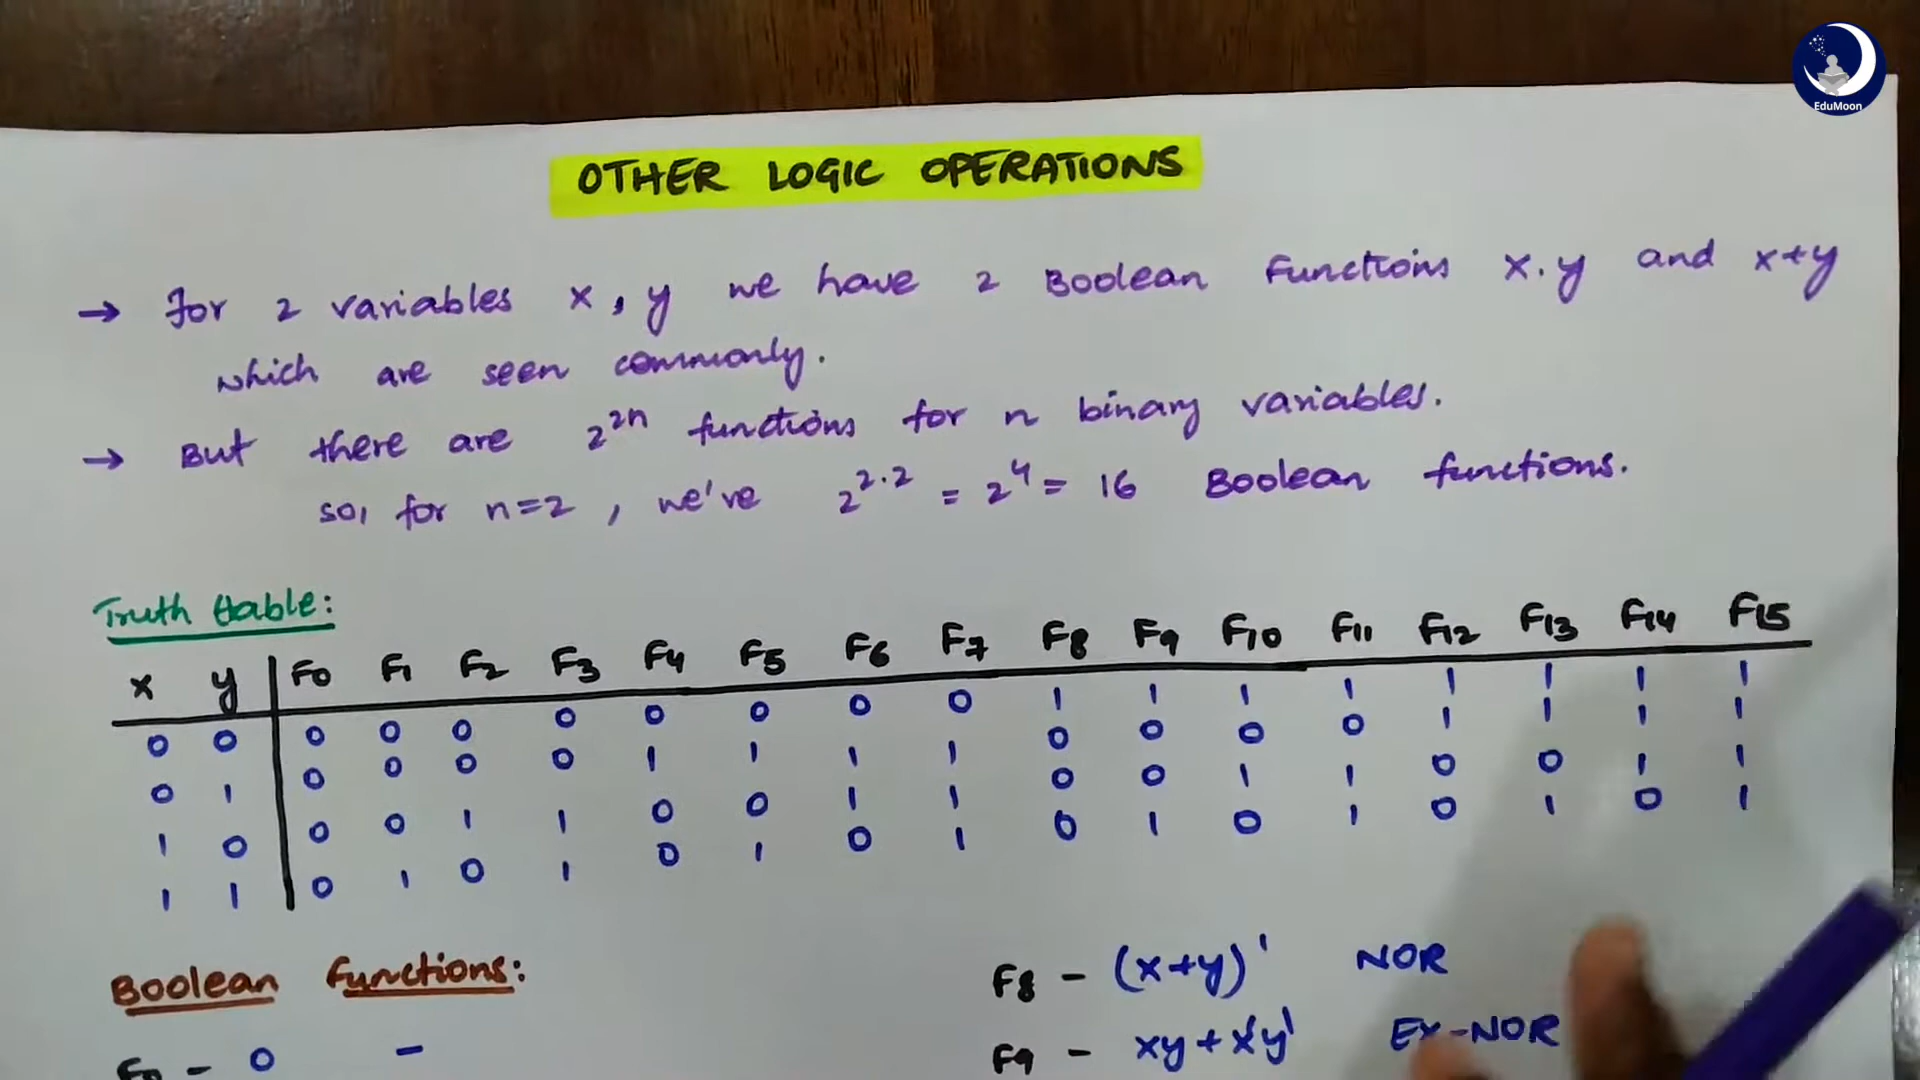 EduMoon
OTHER LOGIC OPERATIONS
→ For 2 variables x, y we have 2 Boolean Functions x.y and x+y
which are seen commonly.
→ But there are 2^2n functions for n binary variables.
so, for n=2, we've 2^2.2 = 2^4 = 16 Boolean functions.
Truth table:
x y F0 F1 F2 F3 F4 F5 F6 F7 F8 F9 F10 F11 F12 F13 F14 F15
0 0 0 0 0 0 0 0 0 0 1 1 1 1 1 1 1 1
0 1 0 0 0 0 1 1 1 1 0 0 0 0 1 1 1 1
1 0 0 0 1 1 0 0 1 1 0 0 1 1 0 0 1 1
1 1 0 1 0 1 0 1 0 1 0 1 0 1 0 1 0 1
Boolean Functions:
F0 - 0 -
F8 - (x+y)' NOR
F9 - xy + x'y' EX-NOR